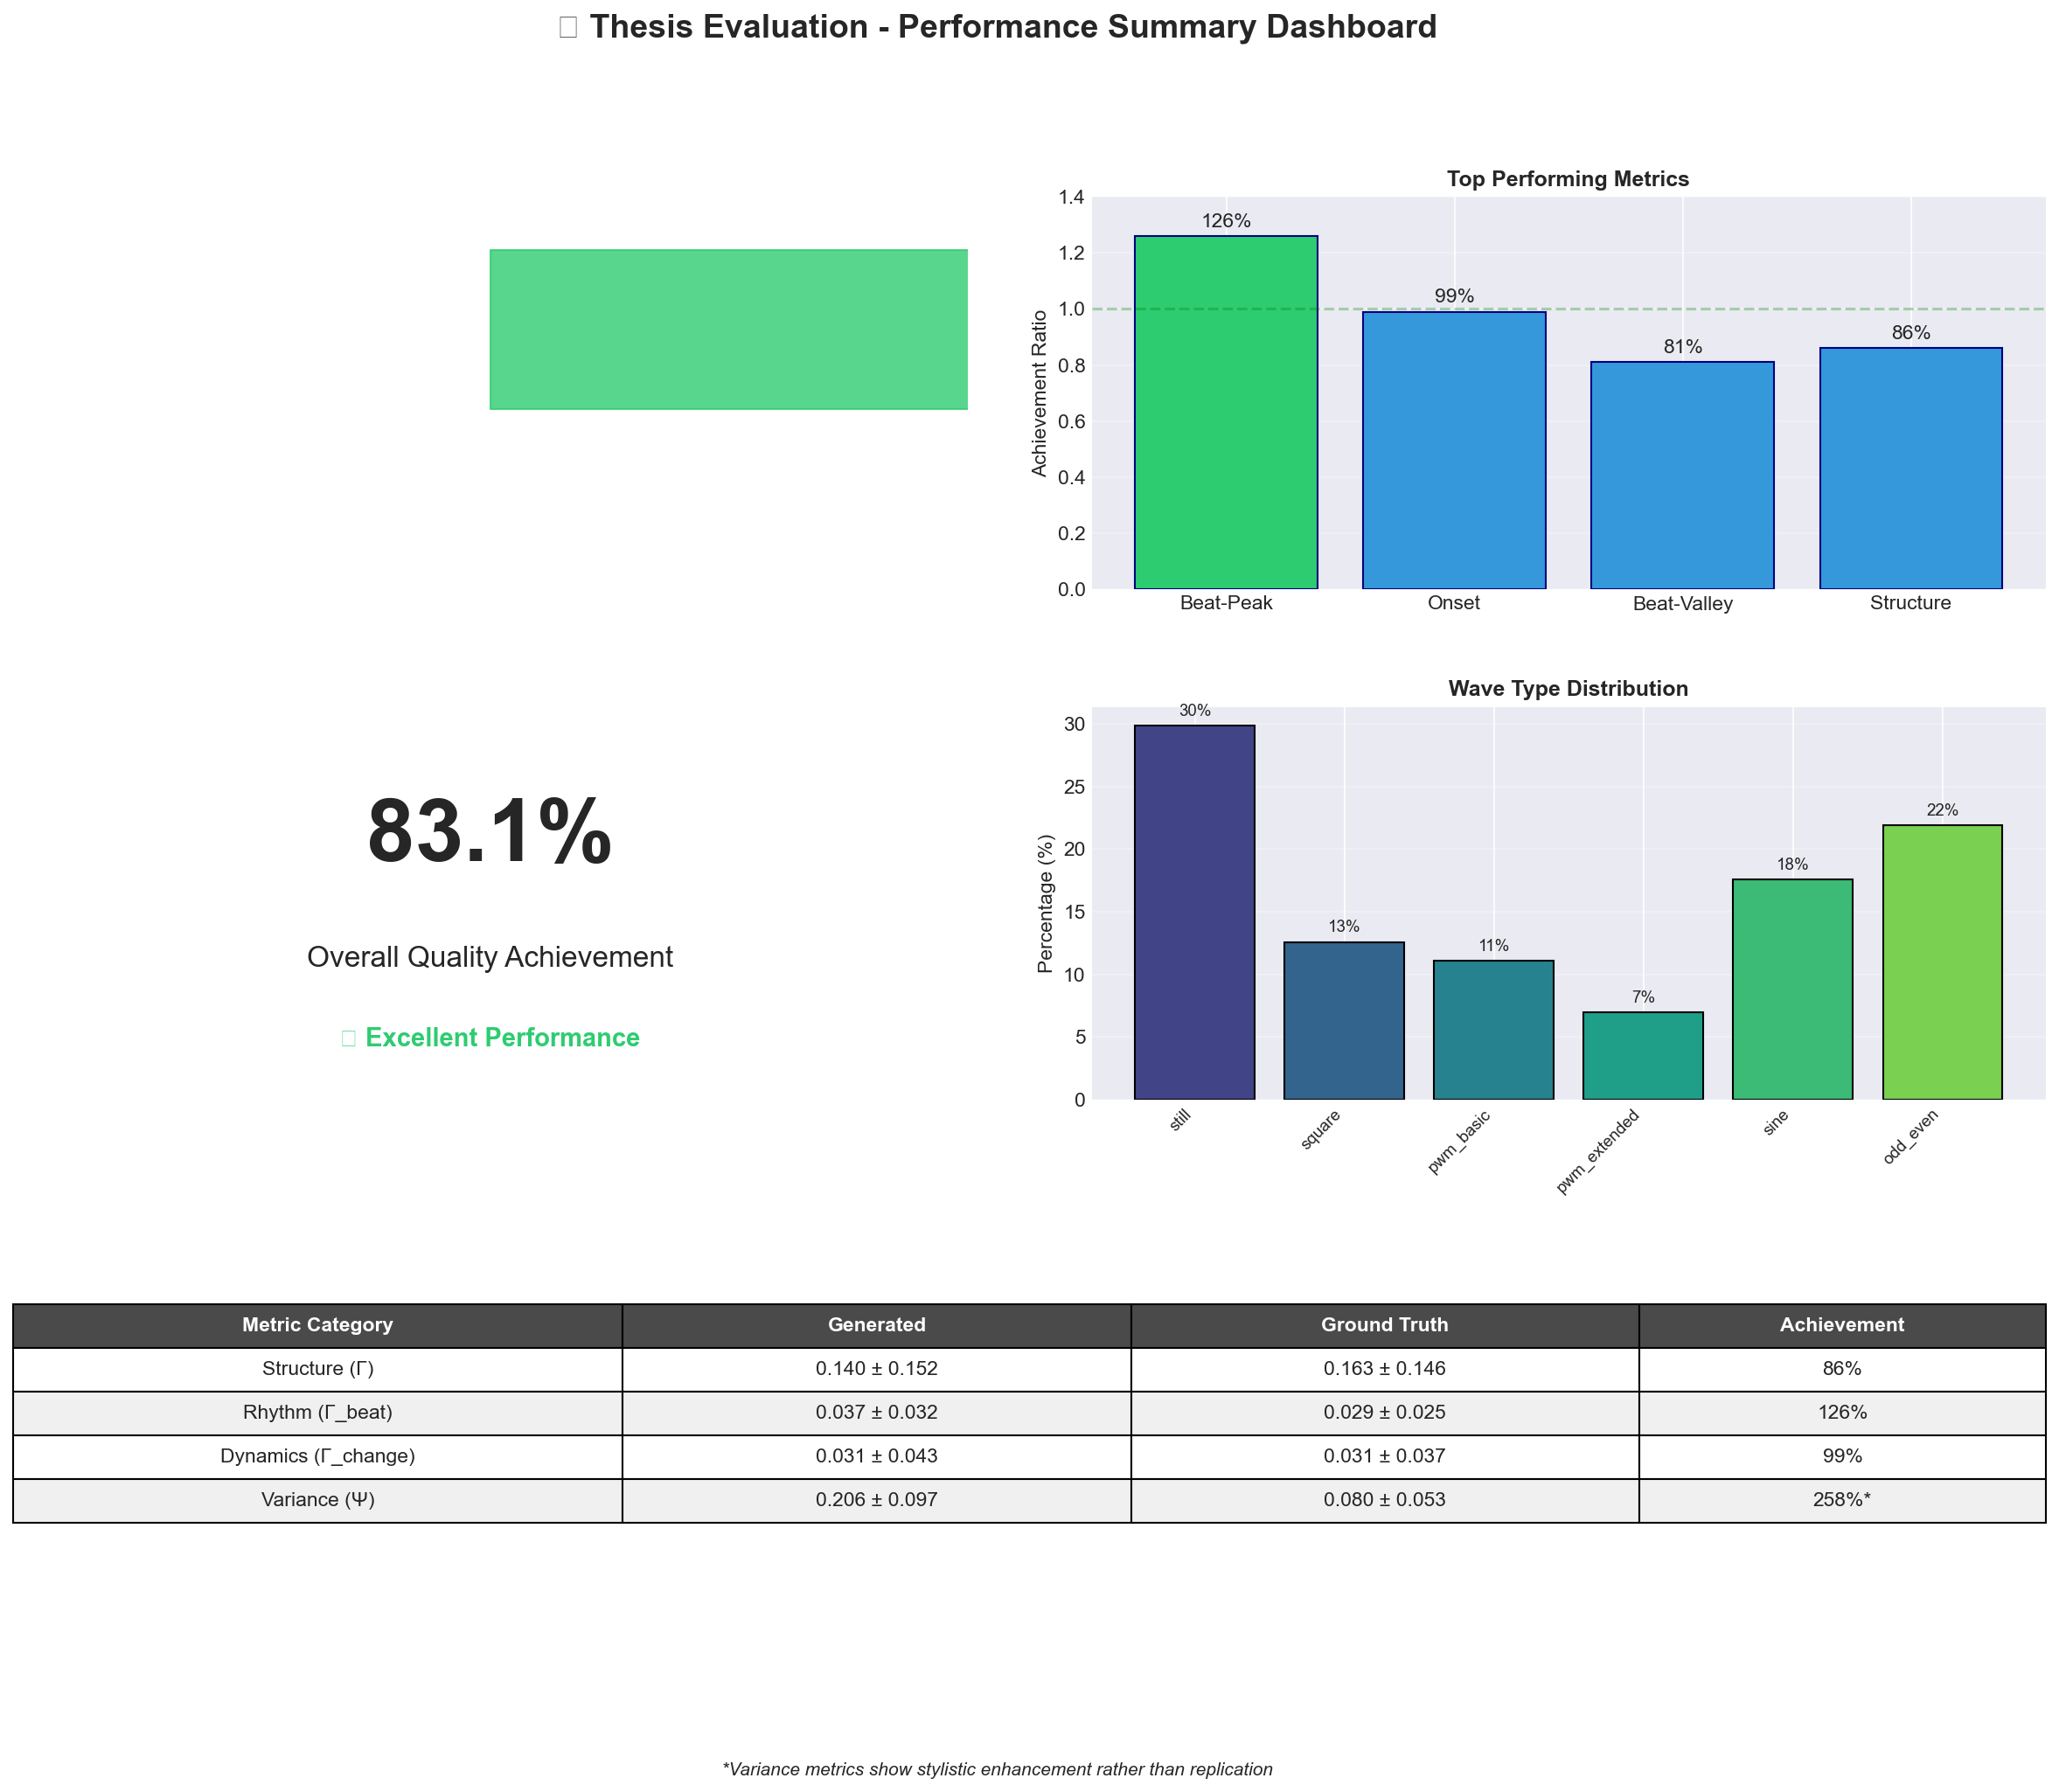 Thesis Evaluation - Performance Summary Dashboard
Top Performing Metrics
Achievement Ratio
1.4
1.2
1.0
0.8
0.6
0.4
0.2
0.0
126%
99%
81%
86%
Beat-Peak Onset Beat-Valley Structure
83.1%
Overall Quality Achievement
Excellent Performance
Wave Type Distribution
Percentage (%)
30
25
20
15
10
5
0
30%
13%
11%
7%
18%
22%
still square pwm_basic pwm_extended sine odd_even
Metric Category Generated Ground Truth Achievement
Structure (Γ) 0.140 ± 0.152 0.163 ± 0.146 86%
Rhythm (Γ_beat) 0.037 ± 0.032 0.029 ± 0.025 126%
Dynamics (Γ_change) 0.031 ± 0.043 0.031 ± 0.037 99%
Variance (Ψ) 0.206 ± 0.097 0.080 ± 0.053 258%*
*Variance metrics show stylistic enhancement rather than replication